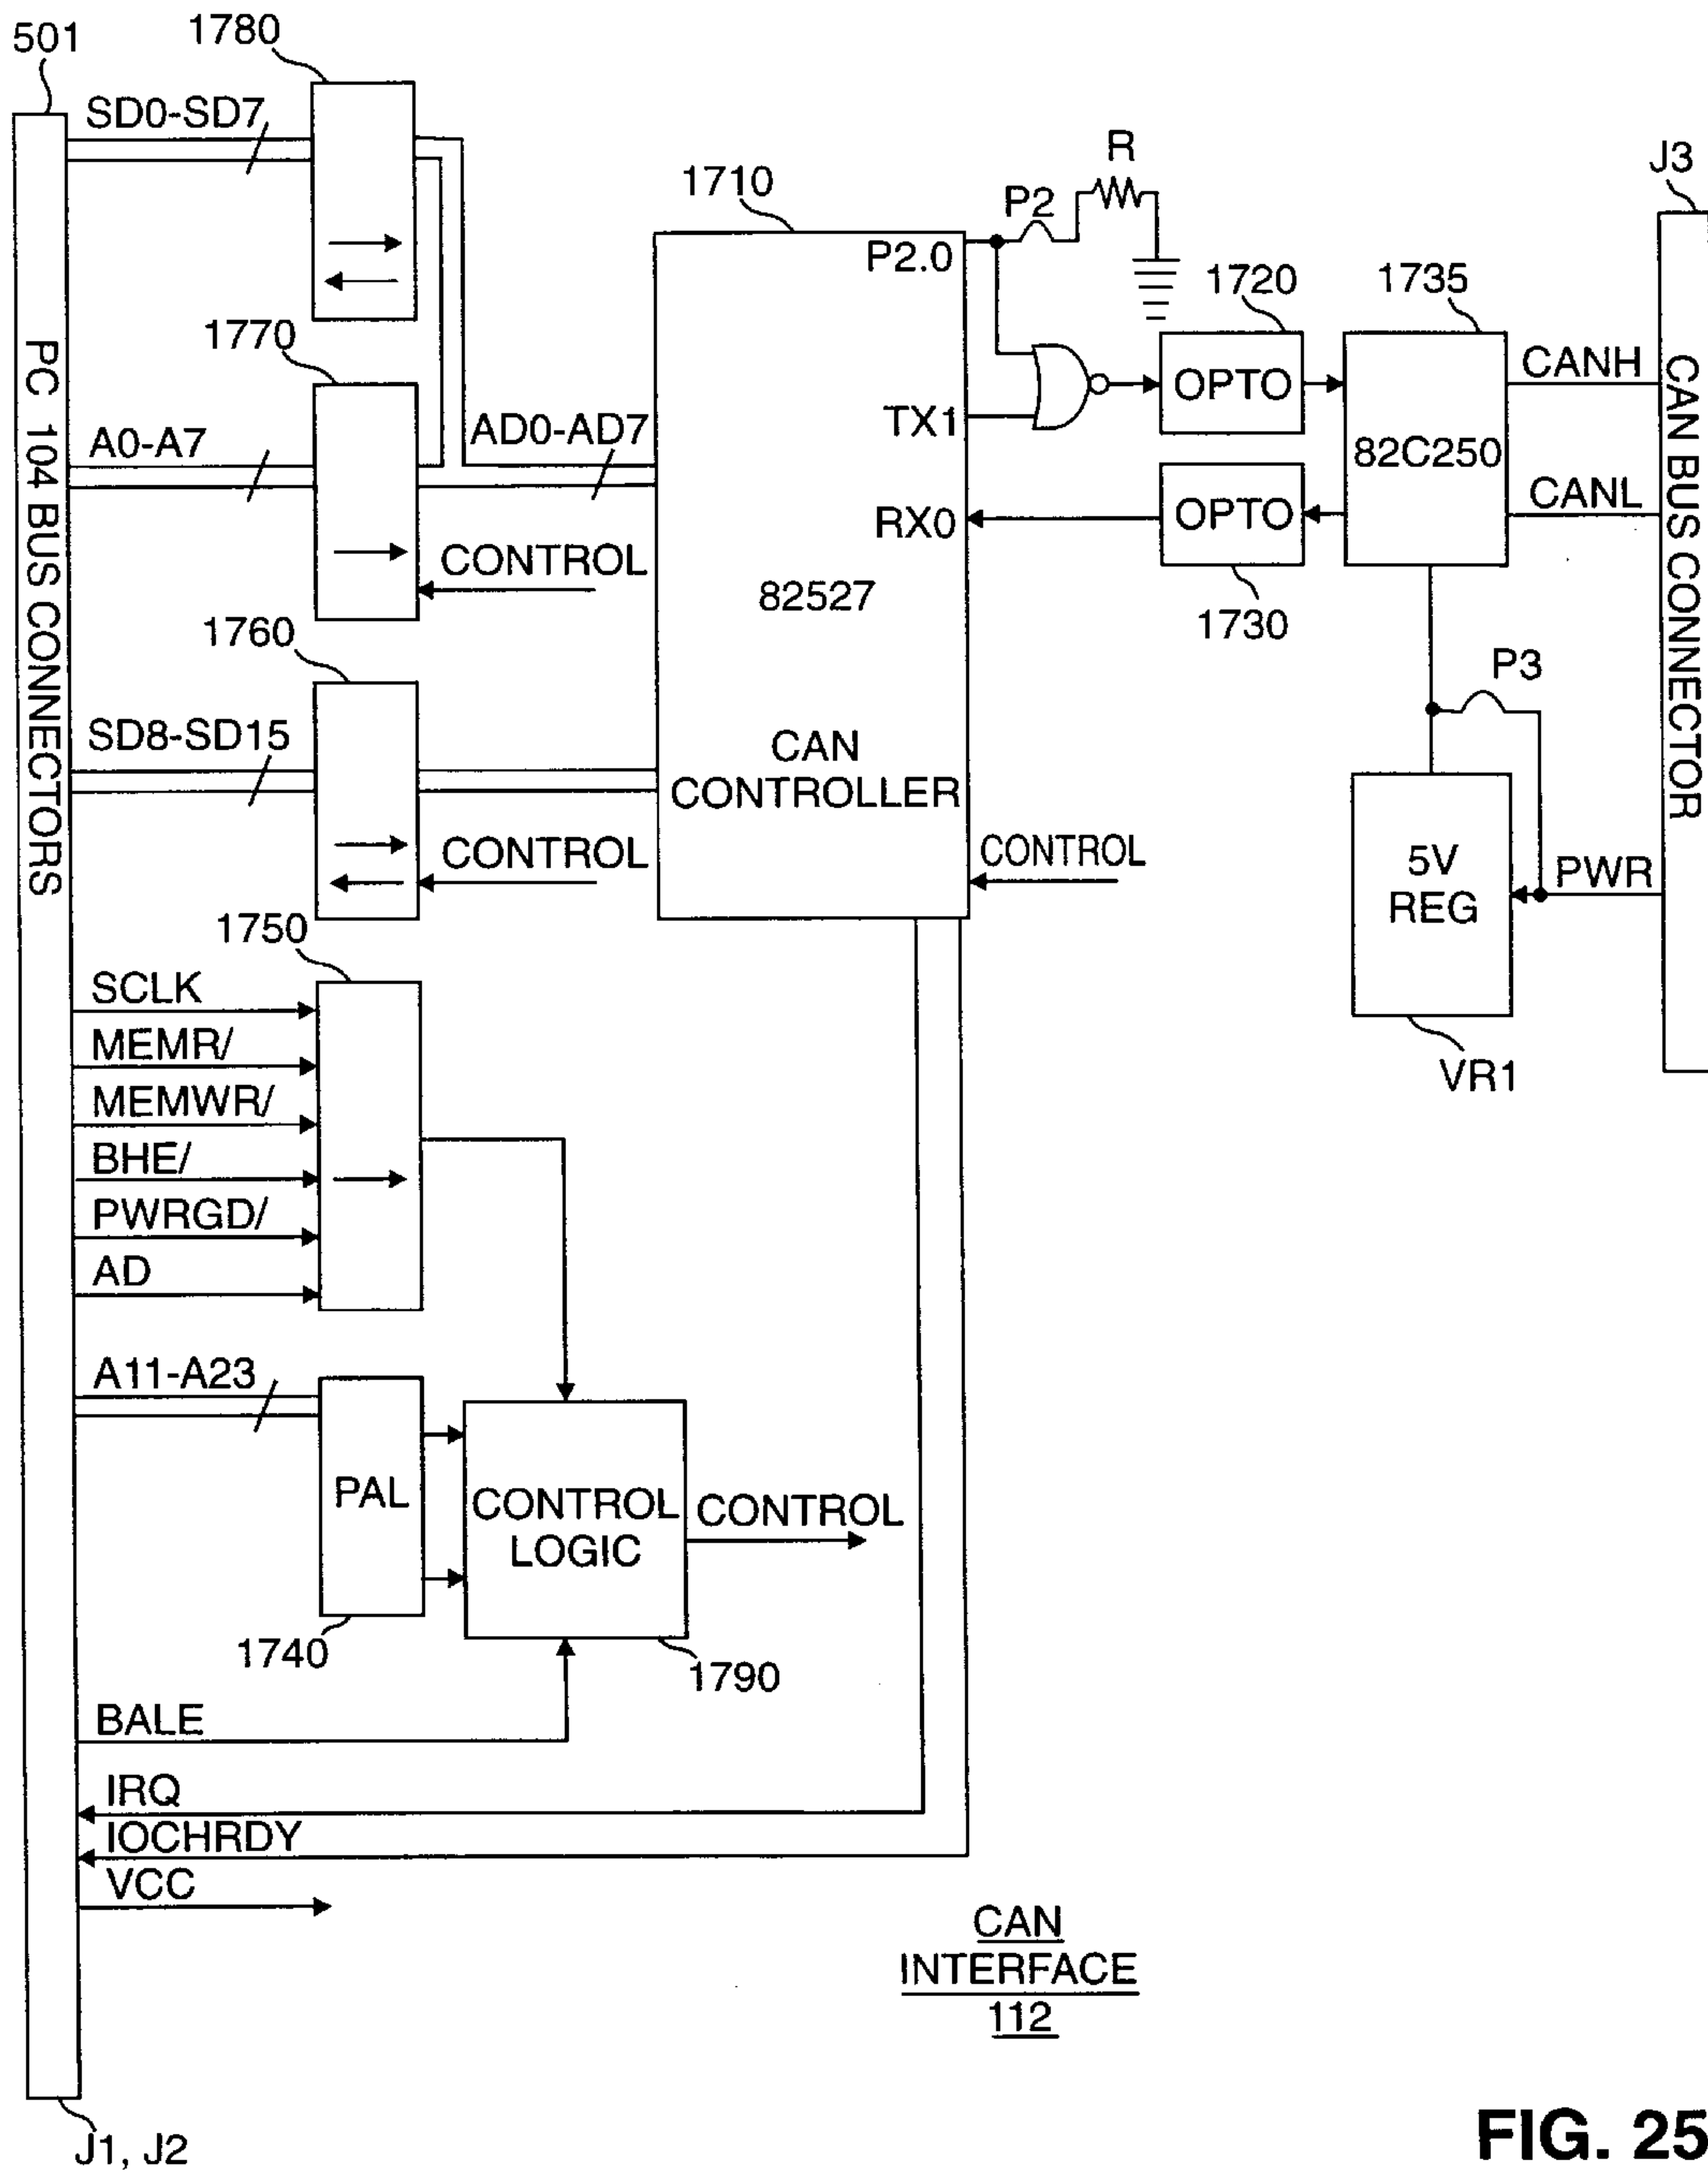 501
1780
SD0-SD7
1710
R
P2
J3
P2.0
1720
1735
1770
A0-A7
AD0-AD7
TX1
OPTO
CANH
82C250
RX0
OPTO
CANL
CONTROL
82527
1730
1760
P3
SD8-SD15
CAN
CONTROLLER
CONTROL
CONTROL
5V
REG
PWR
PC 104 BUS CONNECTORS
CAN BUS CONNECTOR
1750
SCLK
MEMR/
VR1
MEMWR/
BHE/
PWRGD/
AD
A11-A23
PAL
CONTROL
LOGIC
CONTROL
1740
1790
BALE
IRQ
IOCHRDY
VCC
CAN
INTERFACE
112
J1, J2
FIG. 25